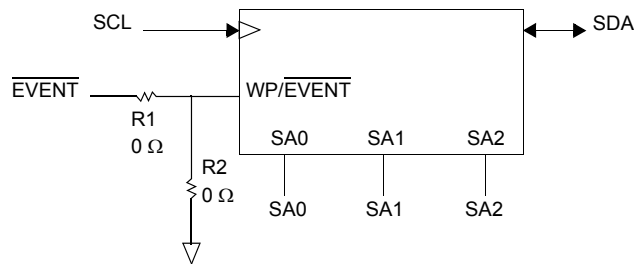 SCL
SDA
EVENT
WP/EVENT
R1
0 Ω
SA0 SA1 SA2
R2
0 Ω
SA0 SA1 SA2